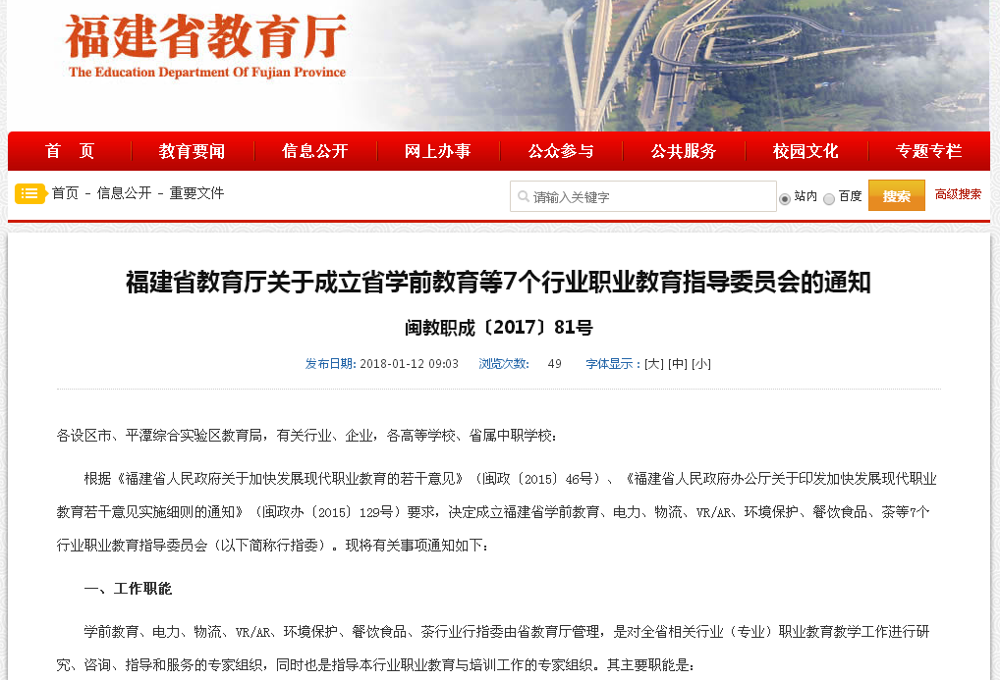 福建省教育厅
The Education Department Of Fujian Province
首 页 教育要闻 信息公开 网上办事 公众参与 公共服务 校园文化 专题专栏
首页 - 信息公开 - 重要文件 请输入关键字 站内 百度 搜索 高级搜索
福建省教育厅关于成立省学前教育等7个行业职业教育指导委员会的通知
闽教职成〔2017〕81号
发布日期: 2018-01-12 09:03 浏览次数: 49 字体显示:[大] [中] [小]
各设区市、平潭综合实验区教育局，有关行业、企业，各高等学校、省属中职学校：
根据《福建省人民政府关于加快发展现代职业教育的若干意见》（闽政〔2015〕46号）、《福建省人民政府办公厅关于印发加快发展现代职业
教育若干意见实施细则的通知》（闽政办〔2015〕129号）要求，决定成立福建省学前教育、电力、物流、VR/AR、环境保护、餐饮食品、茶等7个
行业职业教育指导委员会（以下简称行指委）。现将有关事项通知如下：
一、工作职能
学前教育、电力、物流、VR/AR、环境保护、餐饮食品、茶行业行指委由省教育厅管理，是对全省相关行业（专业）职业教育教学工作进行研
究、咨询、指导和服务的专家组织，同时也是指导本行业职业教育与培训工作的专家组织。其主要职能是：